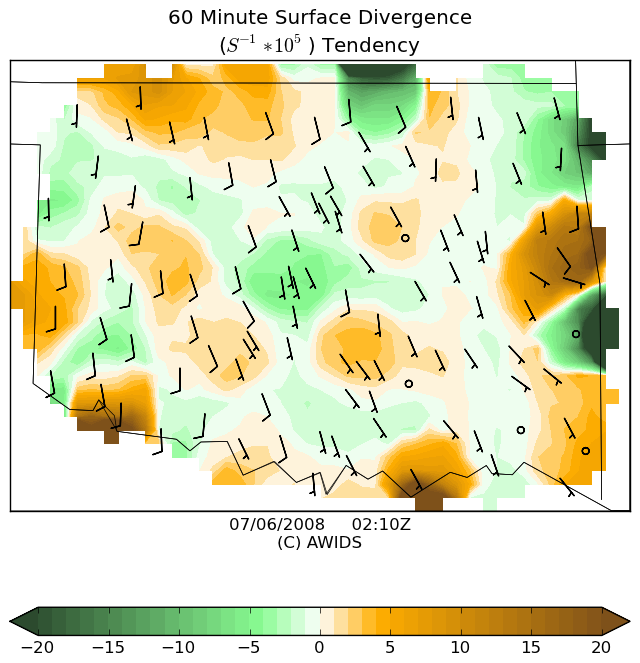 60 Minute Surface Divergence
($S^{-1} * 10^5$ ) Tendency
07/06/2008 02:10Z
(C) AWIDS
−20 −15 −10 −5 0 5 10 15 20